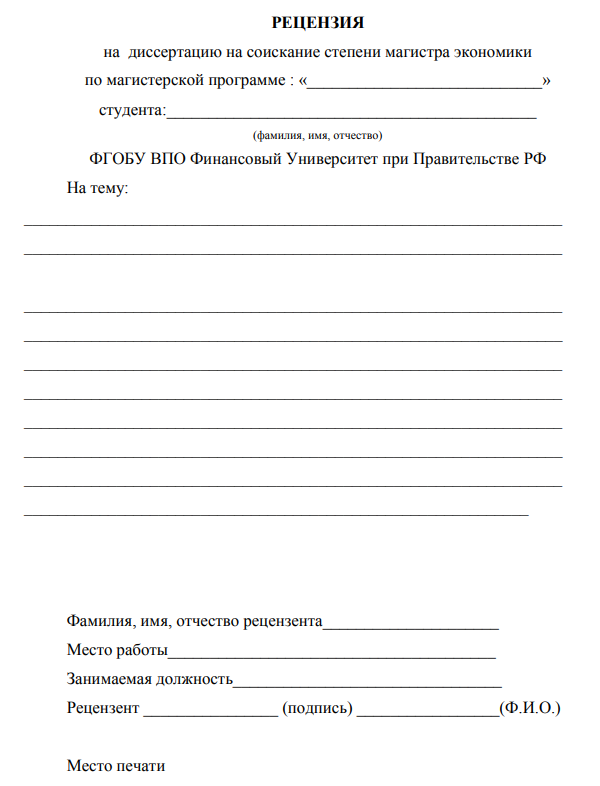 РЕЦЕНЗИЯ
на диссертацию на соискание степени магистра экономики
по магистерской программе : «____________________________»
студента:____________________________________________
(фамилия, имя, отчество)
ФГОБУ ВПО Финансовый Университет при Правительстве РФ
На тему:
Фамилия, имя, отчество рецензента_____________________
Место работы_______________________________________
Занимаемая должность________________________________
Рецензент ________________ (подпись) _________________(Ф.И.О.)
Место печати